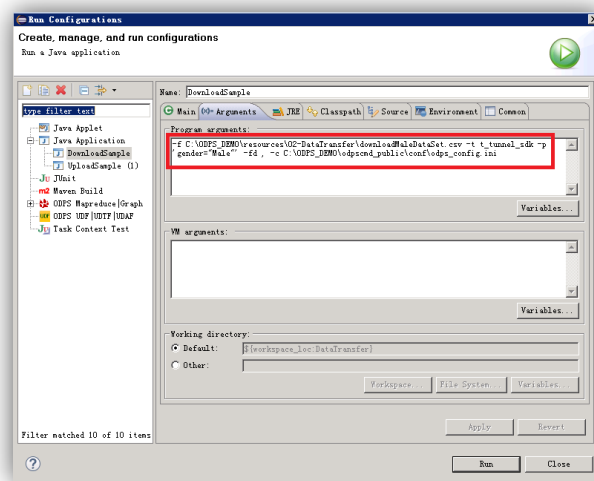 Run Configurations
Create, manage, and run configurations
Run a Java application
type filter text
Java Applet
Java Application
DownloadSample
UploadSample (1)
JUnit
Maven Build
ODPS Mapreduce|Graph
ODPS UDF|UDTF|UDAF
Task Context Test
Filter matched 10 of 10 items
Name: DownloadSample
Main
Arguments
JRE
Classpath
Source
Environment
Common
Program arguments:
-f C:\ODPS_DEMO\resources\02-DataTransfer\downloadMaleDataSet.csv -t t_tunnel_sdk -p
'gender="Male"' -fd , -c C:\ODPS_DEMO\odpscmd_public\conf\odps_config.ini
Variables...
VM arguments:
Variables...
Working directory:
Default: ${workspace_loc:DataTransfer}
Other:
Workspace... File System... Variables...
Apply Revert
Run Close